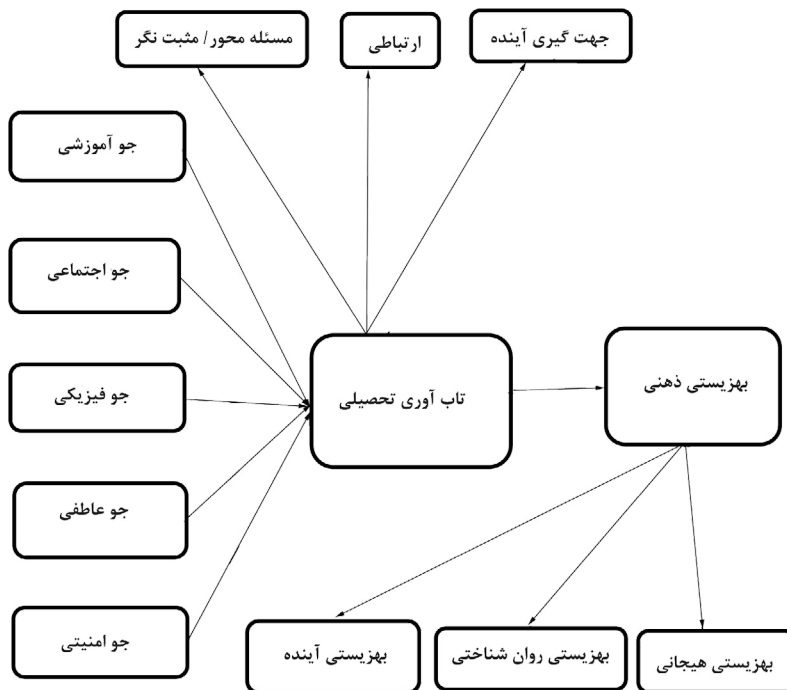 جهت گیری آینده
ارتباطی
مسئله محور/ مثبت نگر
جو آموزشی
جو اجتماعی
جو فیزیکی
جو عاطفی
جو امنیتی
تاب آوری تحصیلی
بهزیستی ذهنی
بهزیستی هیجانی
بهزیستی روان شناختی
بهزیستی آینده